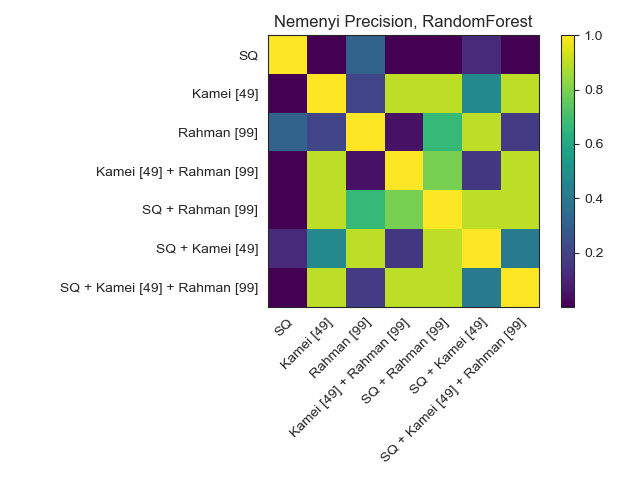 Nemenyi Precision, RandomForest
SQ
Kamei [49]
Rahman [99]
Kamei [49] + Rahman [99]
SQ + Rahman [99]
SQ + Kamei [49]
SQ + Kamei [49] + Rahman [99]
SQ
Kamei [49]
Rahman [99]
Kamei [49] + Rahman [99]
SQ + Rahman [99]
SQ + Kamei [49]
SQ + Kamei [49] + Rahman [99]
1.0
0.8
0.6
0.4
0.2